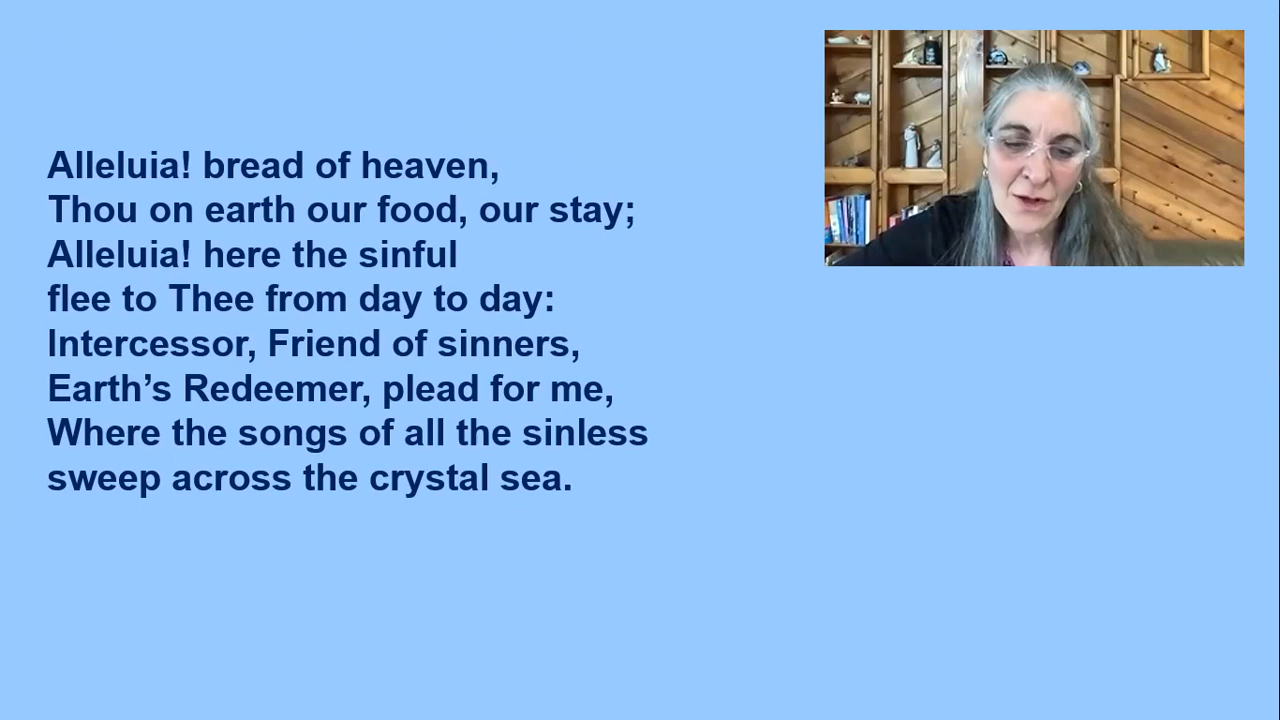 Alleluia! bread of heaven,
Thou on earth our food, our stay;
Alleluia! here the sinful
flee to Thee from day to day:
Intercessor, Friend of sinners,
Earth’s Redeemer, plead for me,
Where the songs of all the sinless
sweep across the crystal sea.